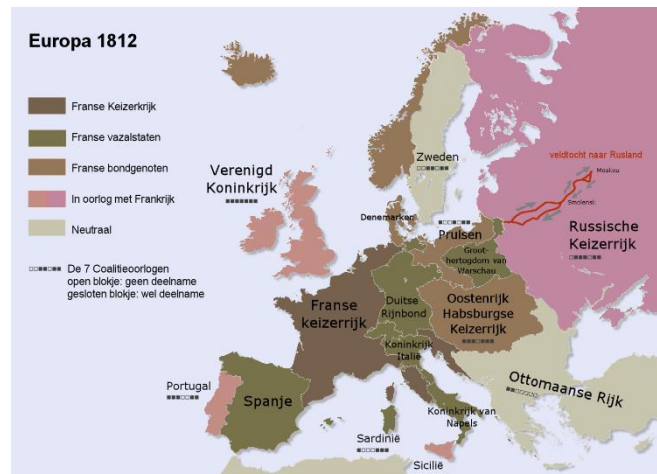 Europa 1812
Franse Keizerkrijk
Franse vazalstaten
Franse bondgenoten
In oorlog met Frankrijk
Neutraal
De 7 Coalitieoorlogen
open blokje: geen deelname
gesloten blokje: wel deelname
Verenigd
Koninkrijk
Zweden
veldtocht naar Rusland
Moskou
Smolensk
Denemarken
Pruisen
Russische
Keizerrijk
Groot-
hertogdom van
Warschau
Franse
keizerrijk
Duitse
Rijnbond
Oostenrijk
Habsburgse
Keizerrijk
Koninkrijk
Italië
Portugal
Spanje
Ottomaanse Rijk
Koninkrijk van
Napels
Sardinië
Sicilië